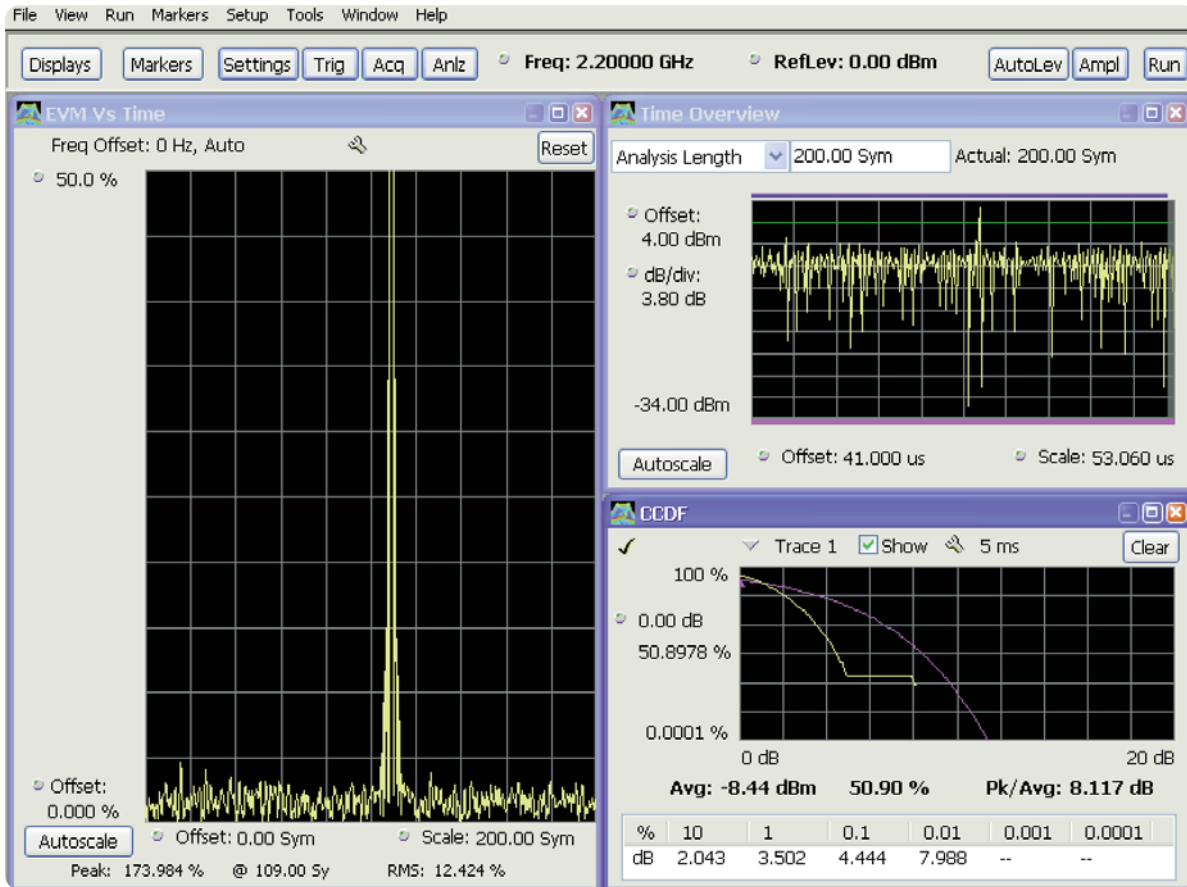 File View Run Markers Setup Tools Window Help
Displays Markers Settings Trig Acq Anlz Freq: 2.20000 GHz RefLev: 0.00 dBm AutoLev Ampl Run
EVM Vs Time
Freq Offset: 0 Hz, Auto Reset
50.0 %
Offset:
0.000 %
Autoscale Offset: 0.00 Sym Scale: 200.00 Sym
Peak: 173.984 % @ 109.00 Sy RMS: 12.424 %
Time Overview
Analysis Length 200.00 Sym Actual: 200.00 Sym
Offset:
4.00 dBm
dB/div:
3.80 dB
-34.00 dBm
Autoscale Offset: 41.000 us Scale: 53.060 us
CCDF
Trace 1 Show 5 ms Clear
100 %
0.00 dB
50.8978 %
0.0001 %
0 dB 20 dB
Avg: -8.44 dBm 50.90 % Pk/Avg: 8.117 dB
% 10 1 0.1 0.01 0.001 0.0001
dB 2.043 3.502 4.444 7.988 -- --